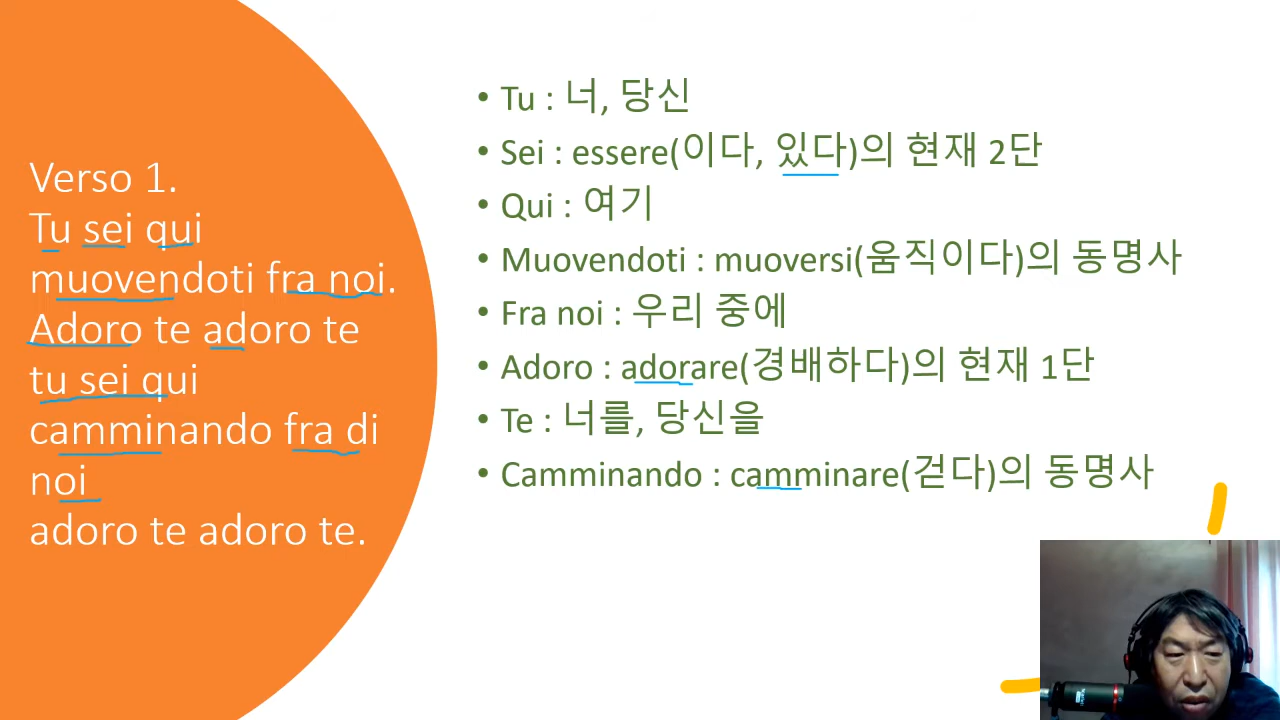 Verso 1.
Tu sei qui
muovendoti fra noi.
Adoro te adoro te
tu sei qui
camminando fra di
noi
adoro te adoro te.
• Tu : 너, 당신
• Sei : essere(이다, 있다)의 현재 2단
• Qui : 여기
• Muovendoti : muoversi(움직이다)의 동명사
• Fra noi : 우리 중에
• Adoro : adorare(경배하다)의 현재 1단
• Te : 너를, 당신을
• Camminando : camminare(걷다)의 동명사